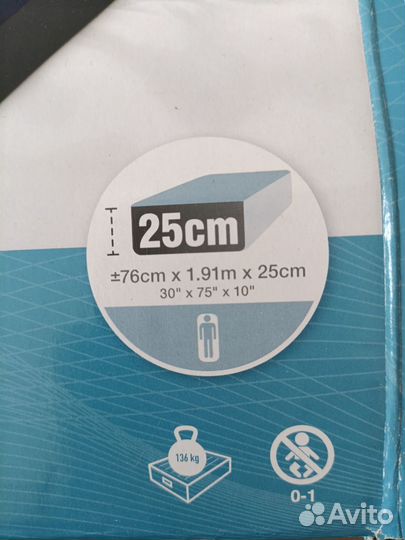 25cm
±76cm x 1.91m x 25cm
30" x 75" x 10"
136 kg
0-1
Avito